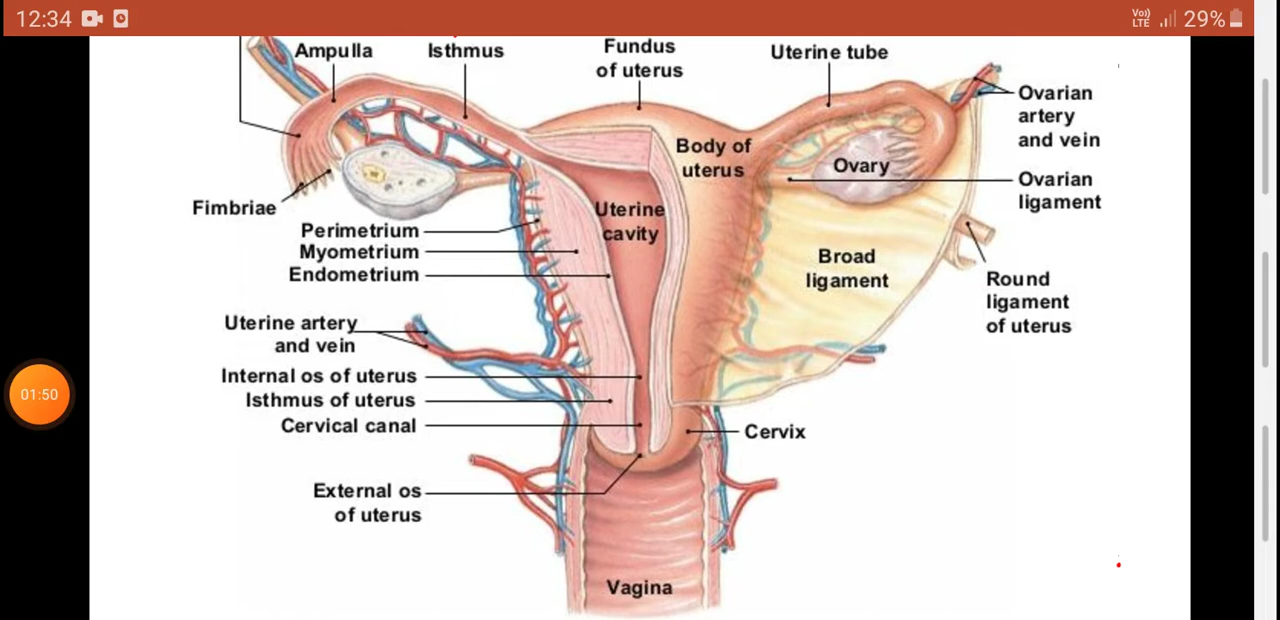 12:34
Vo))
LTE
29%
Ampulla
Isthmus
Fundus
of uterus
Uterine tube
Ovarian
artery
and vein
Body of
uterus
Ovary
Ovarian
ligament
Fimbriae
Uterine
cavity
Perimetrium
Myometrium
Endometrium
Broad
ligament
Round
ligament
of uterus
Uterine artery
and vein
Internal os of uterus
Isthmus of uterus
Cervical canal
01:50
Cervix
External os
of uterus
Vagina